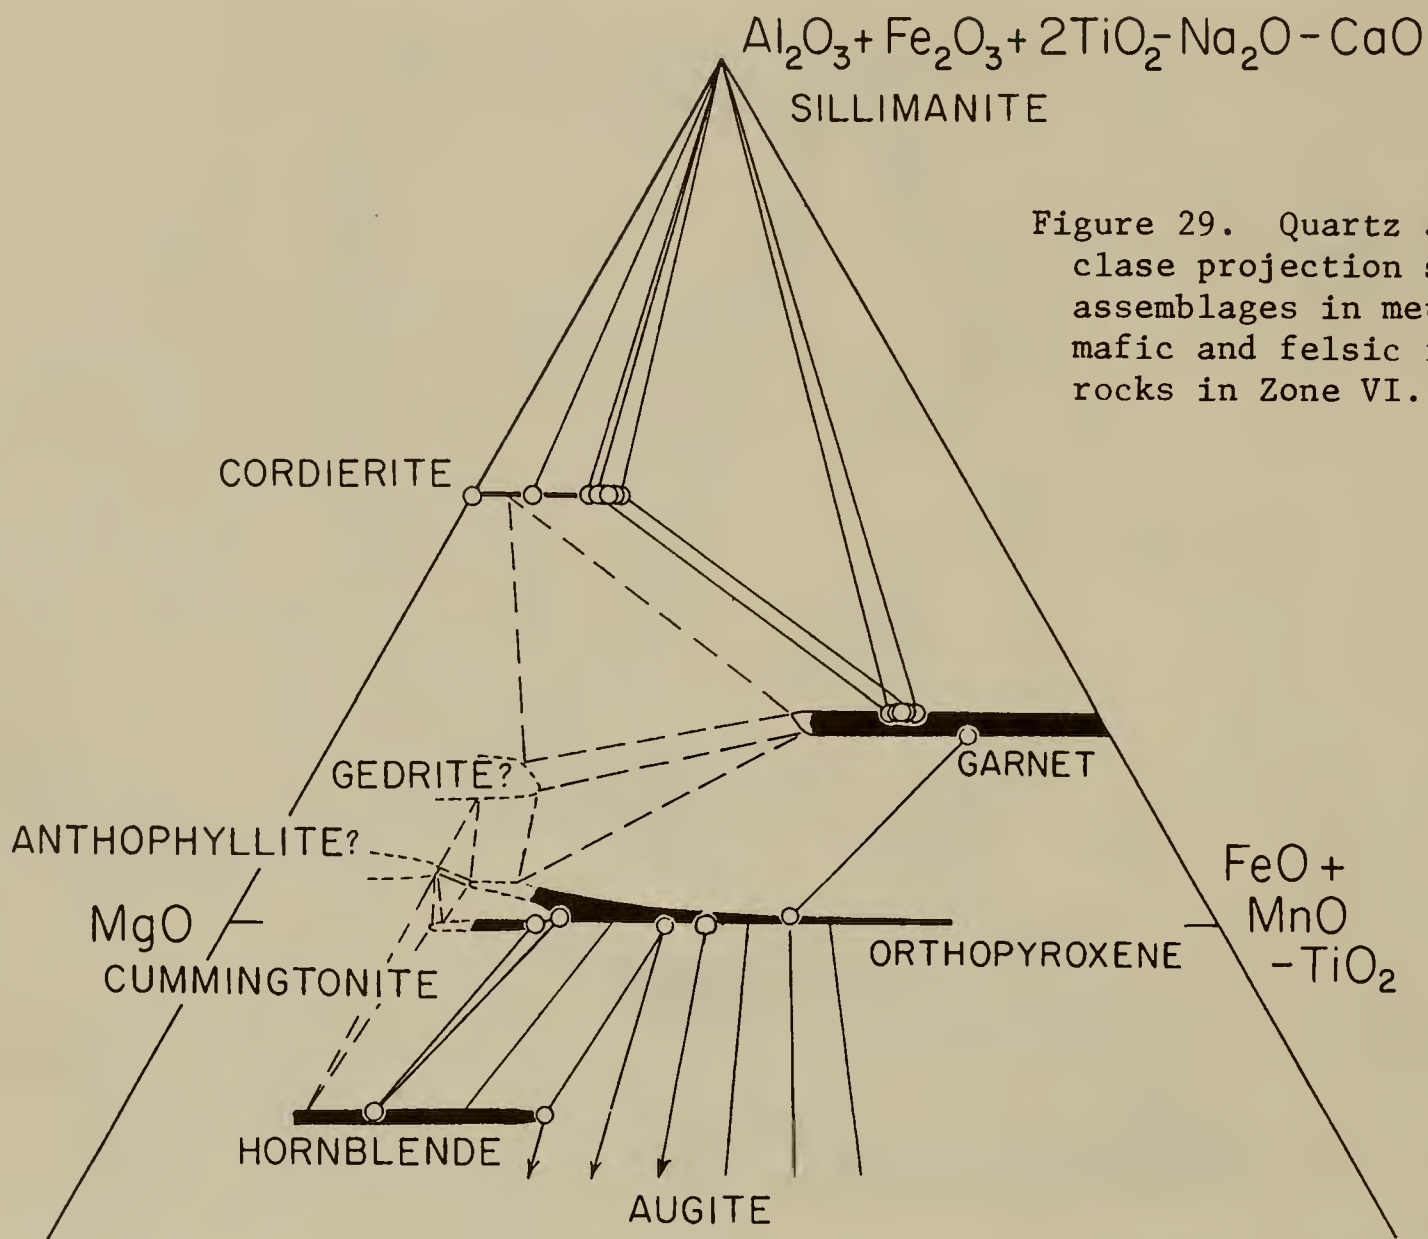 Al₂O₃+Fe₂O₃+2TiO₂-Na₂O-CaO
SILLIMANITE
Figure 29. Quartz
clase projection
assemblages in
mafic and felsic
rocks in Zone VI.
CORDIERITE
GARNET
GEDRITE?
ANTHOPHYLLITE?
FeO+
MnO
-TiO₂
MgO
ORTHOPYROXENE
CUMMINGTONITE
HORNBLENDE
AUGITE